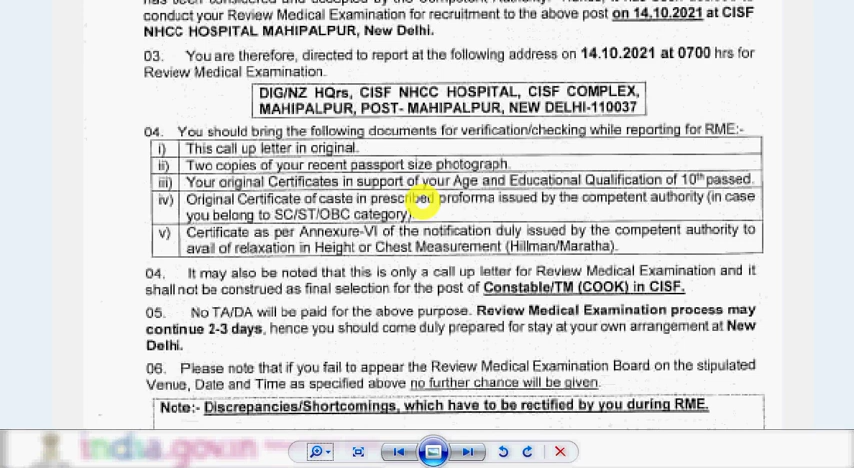 conduct your Review Medical Examination for recruitment to the above post on 14.10.2021 at CISF
NHCC HOSPITAL MAHIPALPUR, New Delhi.
03. You are therefore, directed to report at the following address on 14.10.2021 at 0700 hrs for
Review Medical Examination.
DIG/NZ HQrs, CISF NHCC HOSPITAL, CISF COMPLEX,
MAHIPALPUR, POST- MAHIPALPUR, NEW DELHI-110037
04. You should bring the following documents for verification/checking while reporting for RME:-
i) This call up letter in original.
ii) Two copies of your recent passport size photograph.
iii) Your original Certificates in support of your Age and Educational Qualification of 10th passed.
iv) Original Certificate of caste in prescribed proforma issued by the competent authority (in case
you belong to SC/ST/OBC category)
v) Certificate as per Annexure-VI of the notification duly issued by the competent authority to
avail of relaxation in Height or Chest Measurement (Hillman/Maratha).
04. It may also be noted that this is only a call up letter for Review Medical Examination and it
shall not be construed as final selection for the post of Constable/TM (COOK) in CISF.
05. No TA/DA will be paid for the above purpose. Review Medical Examination process may
continue 2-3 days, hence you should come duly prepared for stay at your own arrangement at New
Delhi.
06. Please note that if you fail to appear the Review Medical Examination Board on the stipulated
Venue, Date and Time as specified above no further chance will be given.
Note:- Discrepancies/Shortcomings, which have to be rectified by you during RME.
india.gov.in